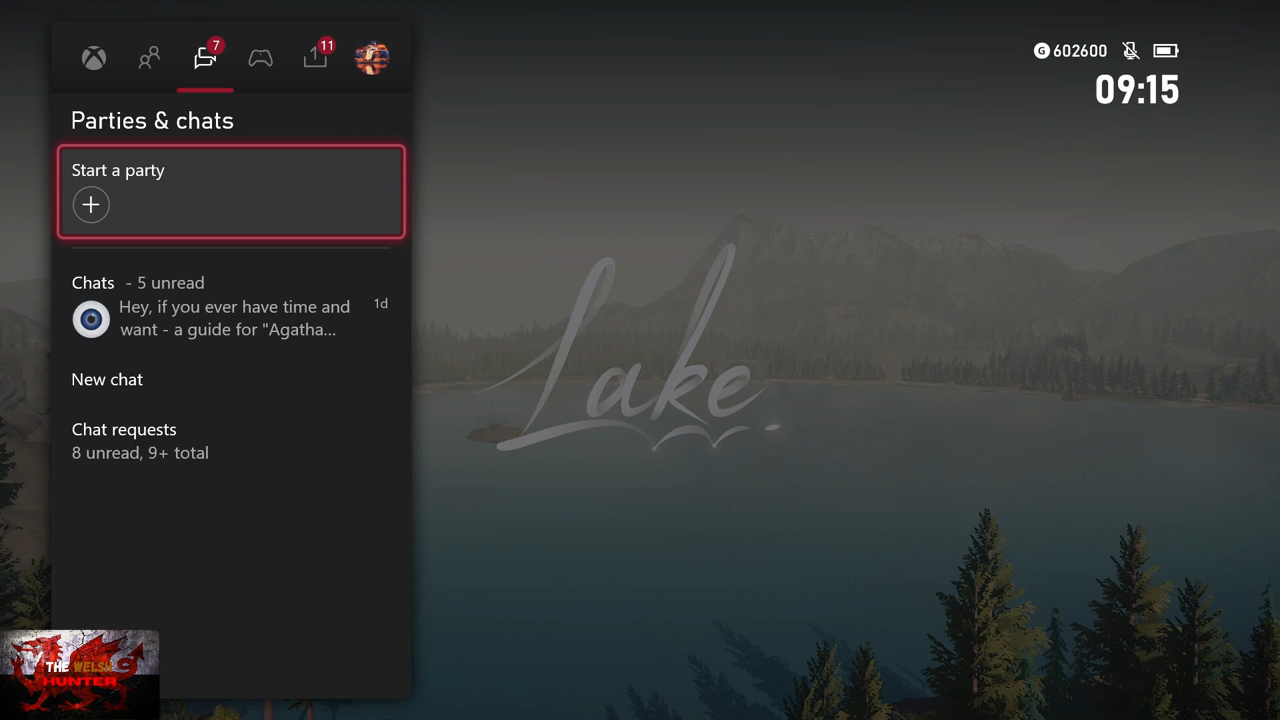 7
11
G 602600
09:15
Parties & chats
Start a party
Chats - 5 unread
Hey, if you ever have time and
want - a guide for "Agatha...
1d
New chat
Chat requests
8 unread, 9+ total
Lake
THE WELSH
HUNTER
9